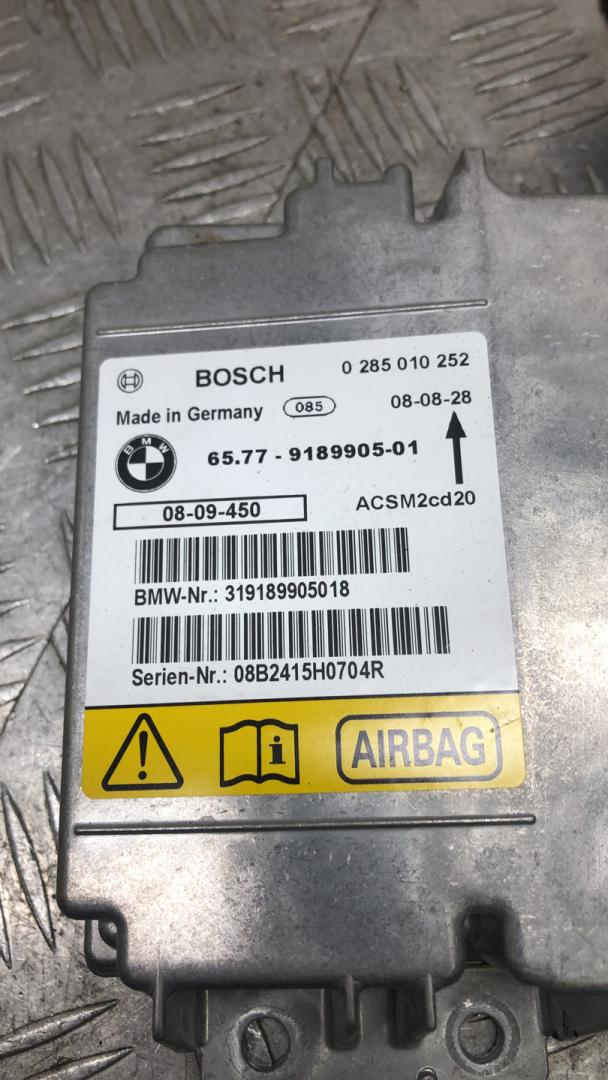 BOSCH 0 285 010 252
Made in Germany 085 08-08-28
BMW 65.77 - 9189905-01
08-09-450 ACSM2cd20
BMW-Nr.: 319189905018
Serien-Nr.: 08B2415H0704R
AIRBAG